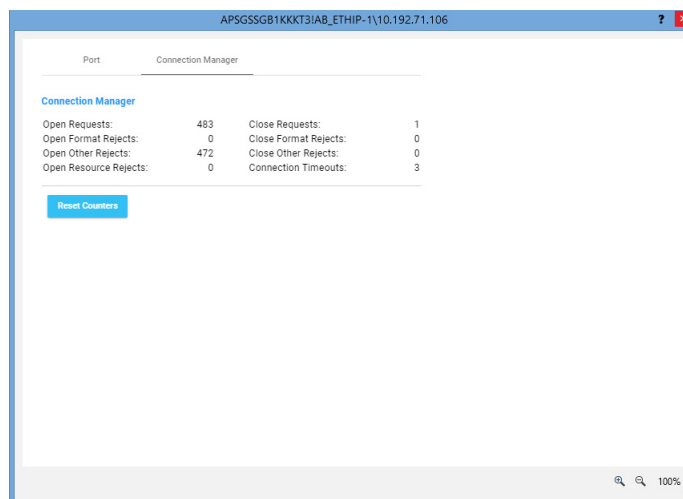 APSGSSGB1KKKT3!AB_ETHIP-1\10.192.71.106 ?
Port Connection Manager
Connection Manager
Open Requests: 483 Close Requests: 1
Open Format Rejects: 0 Close Format Rejects: 0
Open Other Rejects: 472 Close Other Rejects: 0
Open Resource Rejects: 0 Connection Timeouts: 3
Reset Counters
100%